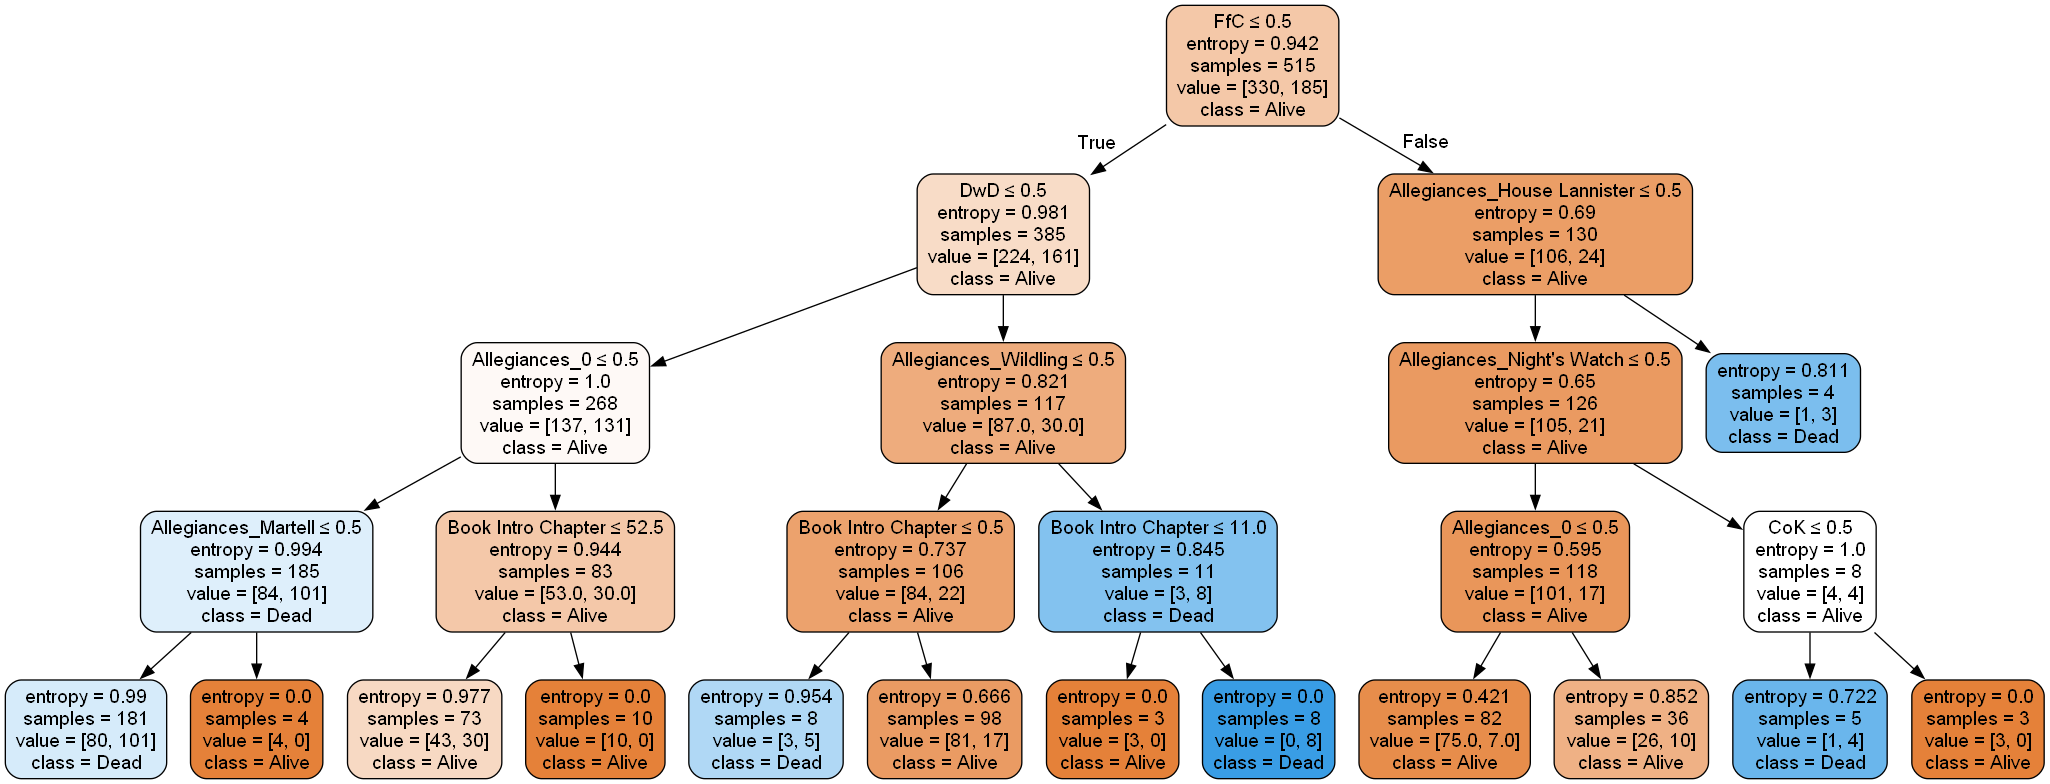 FfC ≤ 0.5
entropy = 0.942
samples = 515
value = [330, 185]
class = Alive
True
False
DwD ≤ 0.5
entropy = 0.981
samples = 385
value = [224, 161]
class = Alive
Allegiances_House Lannister ≤ 0.5
entropy = 0.69
samples = 130
value = [106, 24]
class = Alive
Allegiances_0 ≤ 0.5
entropy = 1.0
samples = 268
value = [137, 131]
class = Alive
Allegiances_Wildling ≤ 0.5
entropy = 0.821
samples = 117
value = [87.0, 30.0]
class = Alive
Allegiances_Night's Watch ≤ 0.5
entropy = 0.65
samples = 126
value = [105, 21]
class = Alive
entropy = 0.811
samples = 4
value = [1, 3]
class = Dead
Allegiances_Martell ≤ 0.5
entropy = 0.994
samples = 185
value = [84, 101]
class = Dead
Book Intro Chapter ≤ 52.5
entropy = 0.944
samples = 83
value = [53.0, 30.0]
class = Alive
Book Intro Chapter ≤ 0.5
entropy = 0.737
samples = 106
value = [84, 22]
class = Alive
Book Intro Chapter ≤ 11.0
entropy = 0.845
samples = 11
value = [3, 8]
class = Dead
Allegiances_0 ≤ 0.5
entropy = 0.595
samples = 118
value = [101, 17]
class = Alive
CoK ≤ 0.5
entropy = 1.0
samples = 8
value = [4, 4]
class = Alive
entropy = 0.99
samples = 181
value = [80, 101]
class = Dead
entropy = 0.0
samples = 4
value = [4, 0]
class = Alive
entropy = 0.977
samples = 73
value = [43, 30]
class = Alive
entropy = 0.0
samples = 10
value = [10, 0]
class = Alive
entropy = 0.954
samples = 8
value = [3, 5]
class = Dead
entropy = 0.666
samples = 98
value = [81, 17]
class = Alive
entropy = 0.0
samples = 3
value = [3, 0]
class = Alive
entropy = 0.0
samples = 8
value = [0, 8]
class = Dead
entropy = 0.421
samples = 82
value = [75.0, 7.0]
class = Alive
entropy = 0.852
samples = 36
value = [26, 10]
class = Alive
entropy = 0.722
samples = 5
value = [1, 4]
class = Dead
entropy = 0.0
samples = 3
value = [3, 0]
class = Alive